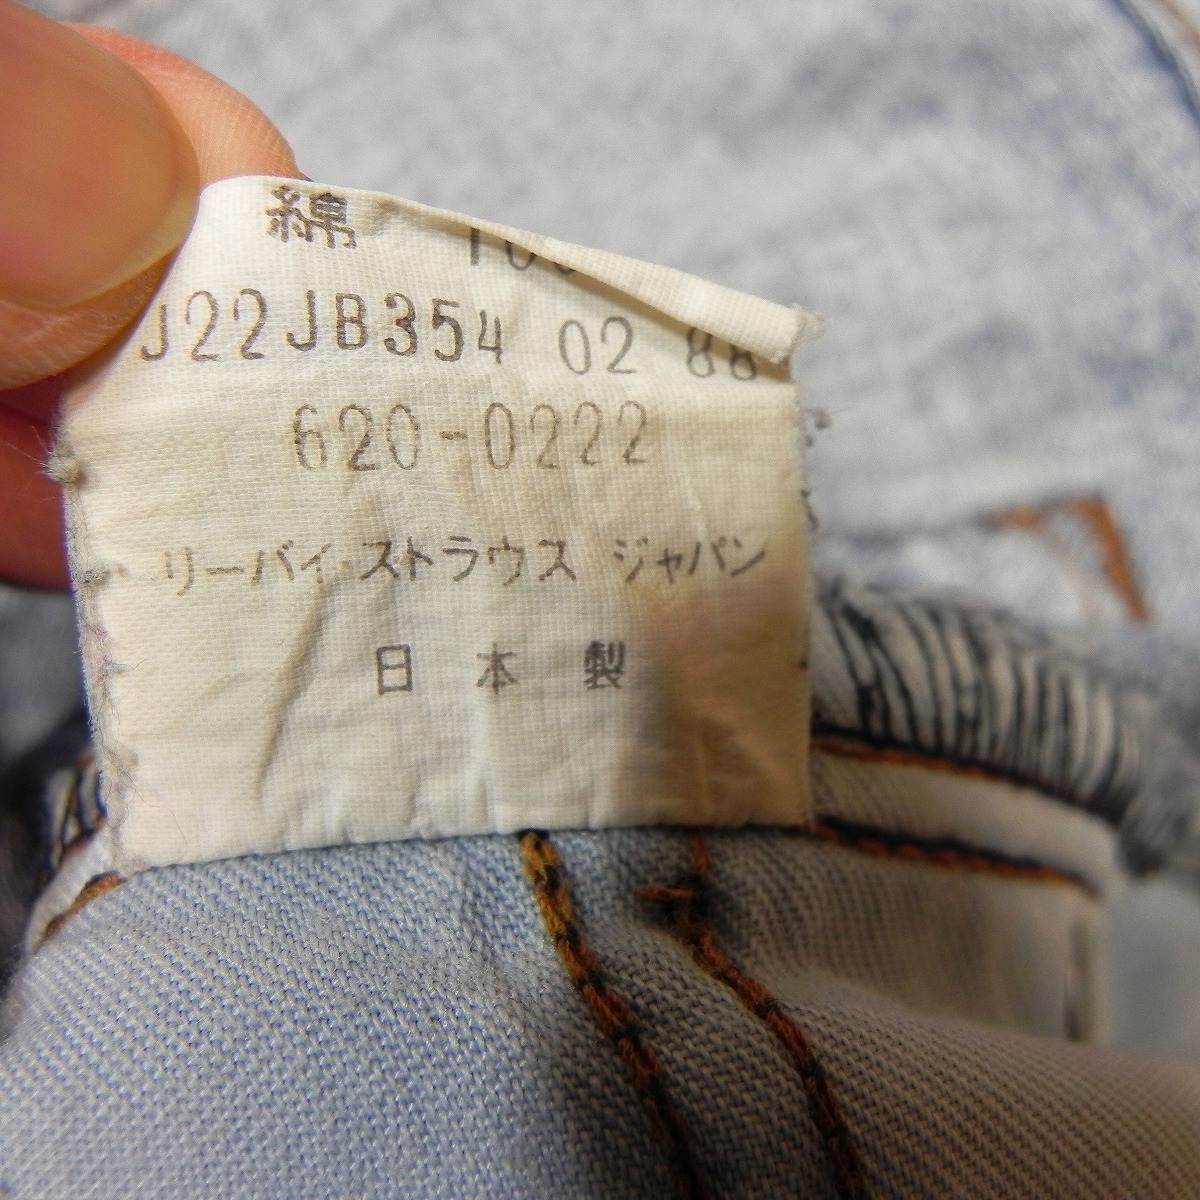 綿 100
J22JB354 02 88
620-0222
リーバイ・ストラウス ジャパン
日本製